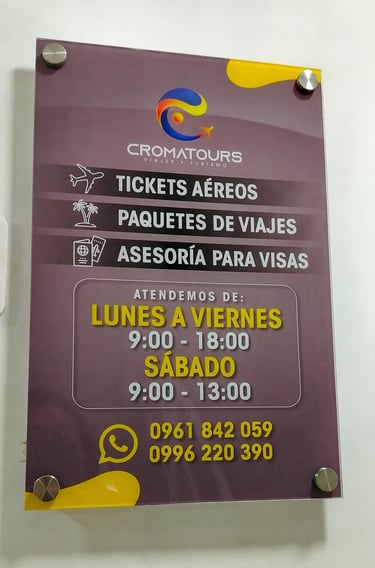 CROMATOURS
VIAJES Y TURISMO
TICKETS AÉREOS
PAQUETES DE VIAJES
ASESORÍA PARA VISAS
ATENDEMOS DE:
LUNES A VIERNES
9:00 - 18:00
SÁBADO
9:00 - 13:00
0961 842 059
0996 220 390